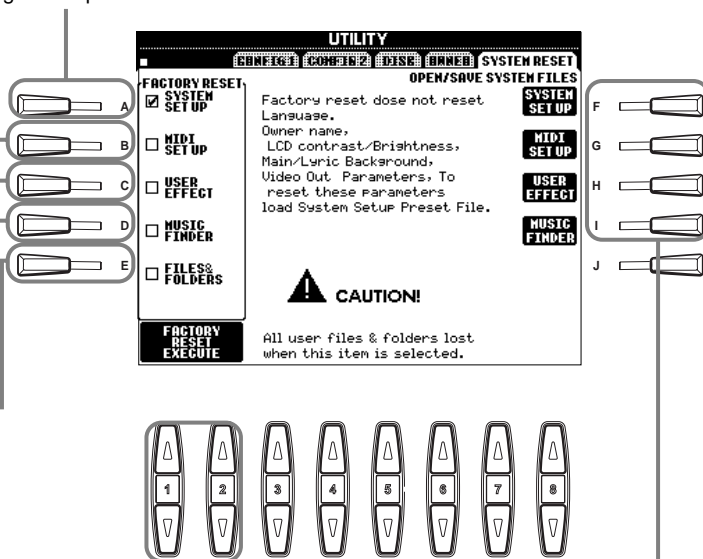 UTILITY
CONFIG 1 CONFIG 2 DISK OWNER SYSTEM RESET
OPEN/SAVE SYSTEM FILES
FACTORY RESET
SYSTEM
SET UP
MIDI
SET UP
USER
EFFECT
MUSIC
FINDER
FILES&
FOLDERS
FACTORY
RESET
EXECUTE
Factory reset dose not reset
Language.
Owner name,
LCD contrast/Brightness,
Main/Lyric Background,
Video Out Parameters, To
reset these parameters
load System Setup Preset File.
CAUTION!
All user files & folders lost
when this item is selected.
SYSTEM
SET UP
MIDI
SET UP
USER
EFFECT
MUSIC
FINDER
A
B
C
D
E
F
G
H
I
J
1 2 3 4 5 6 7 8